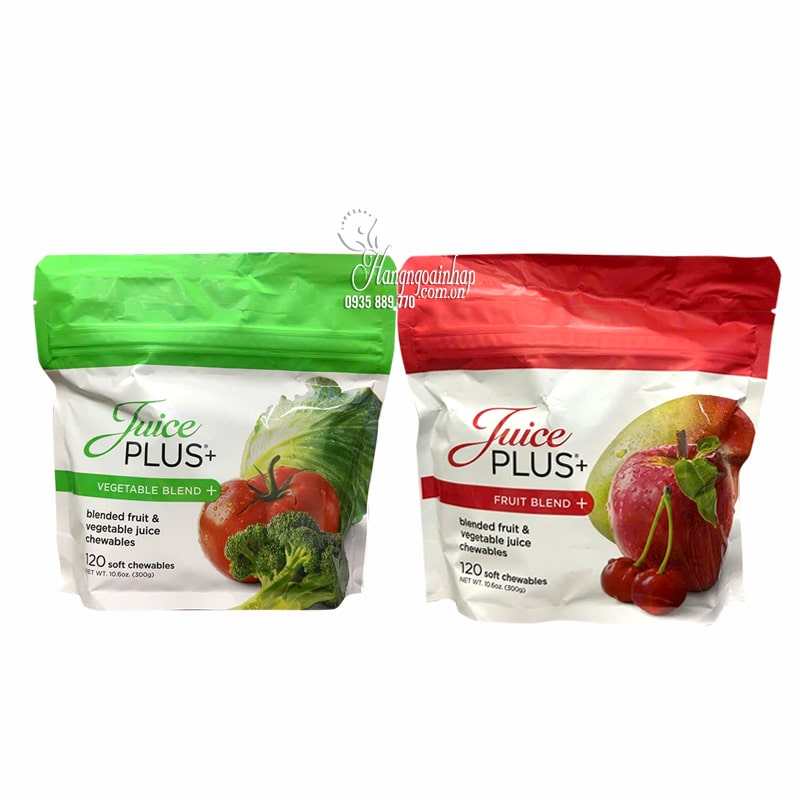 Hangngoainhap
.com.vn
0935 889 770
Juice
PLUS®+
VEGETABLE BLEND +
blended fruit &
vegetable juice
chewables
120 soft chewables
NET WT. 10.6oz. (300g)
Juice
PLUS®+
FRUIT BLEND +
blended fruit &
vegetable juice
chewables
120 soft chewables
NET WT. 10.6oz. (300g)